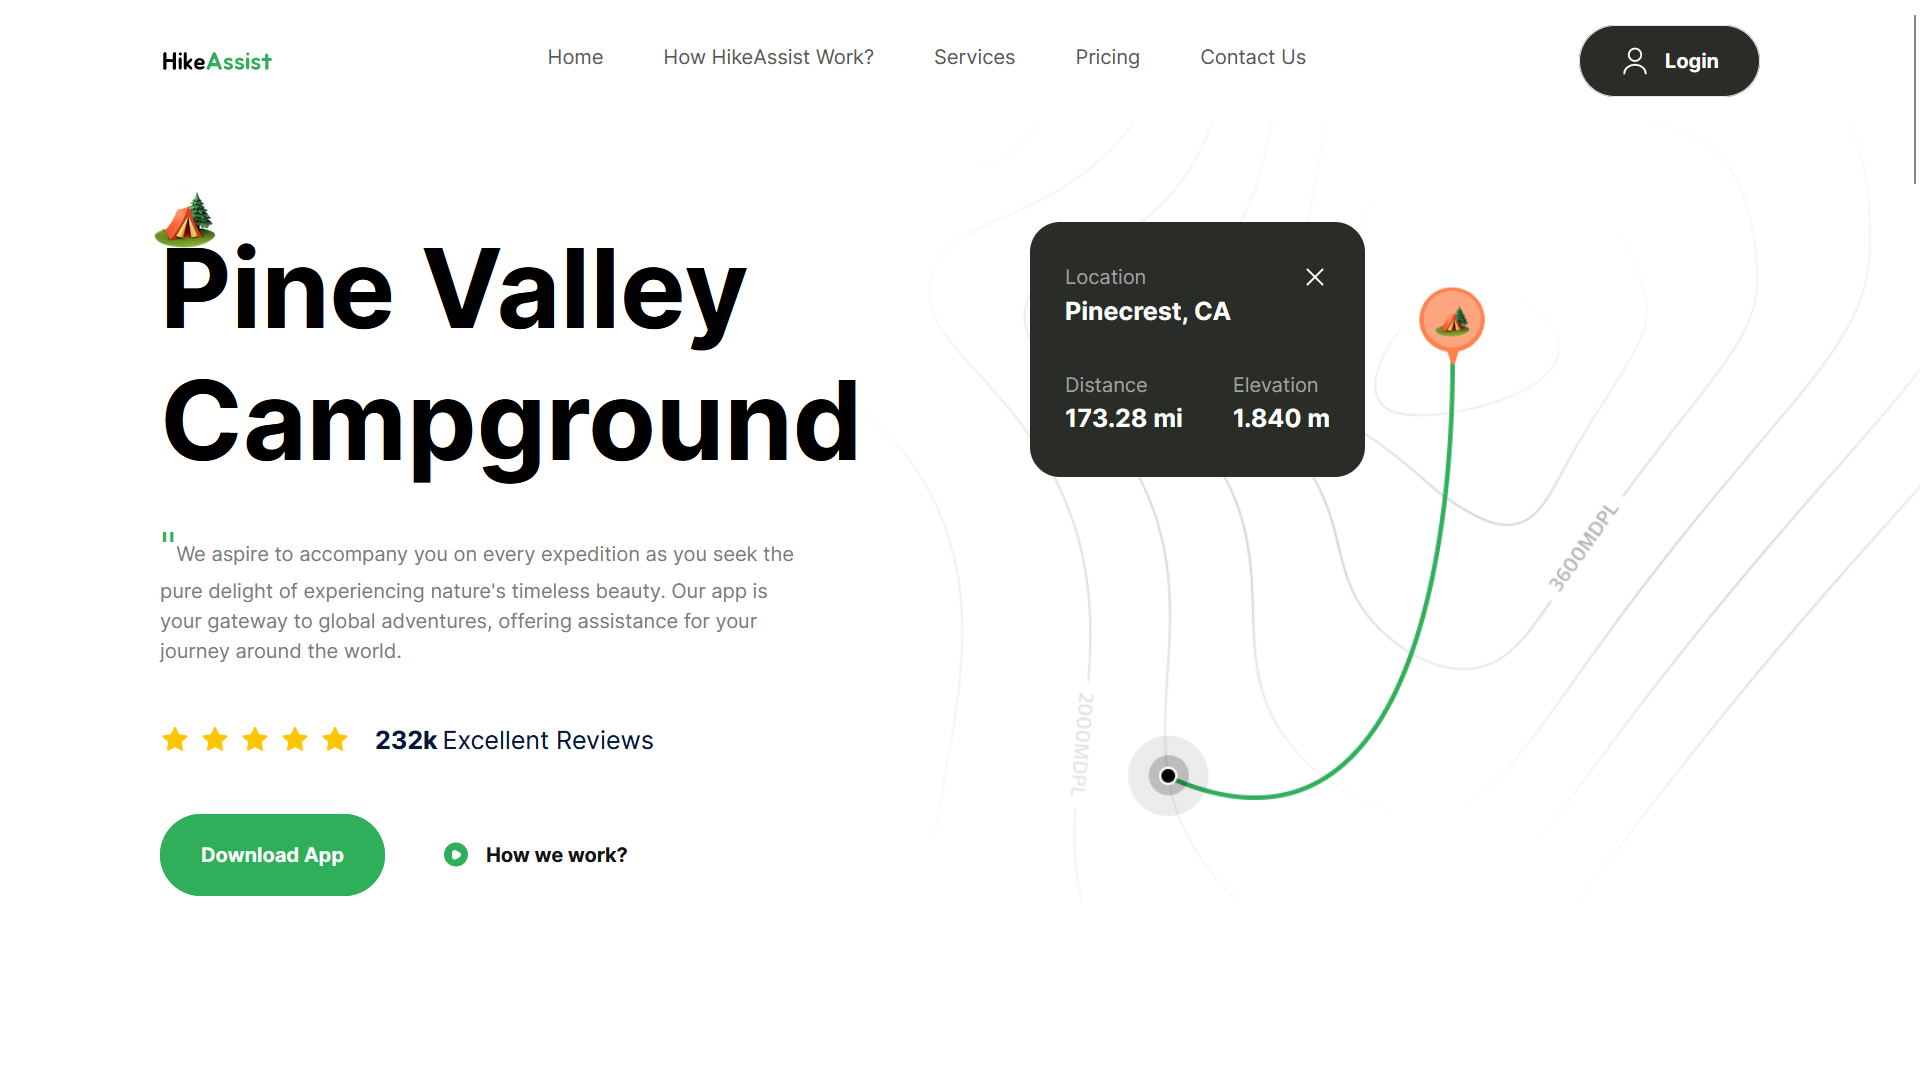 HikeAssist
Home
How HikeAssist Work?
Services
Pricing
Contact Us
Login
Pine Valley
Campground
"We aspire to accompany you on every expedition as you seek the
pure delight of experiencing nature's timeless beauty. Our app is
your gateway to global adventures, offering assistance for your
journey around the world.
232k Excellent Reviews
Download App
How we work?
Location
Pinecrest, CA
Distance
173.28 mi
Elevation
1.840 m
3600MDPL
2000MDPL